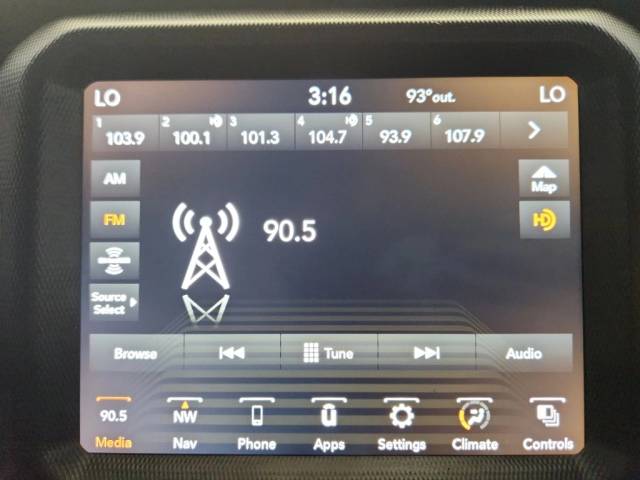 LO 3:16 93°out. LO
1 103.9 2 100.1 3 101.3 4 104.7 5 93.9 6 107.9
AM
Map
FM
90.5
HD
Source
Select
Browse Tune Audio
90.5 NW
Media Nav Phone Apps Settings Climate Controls